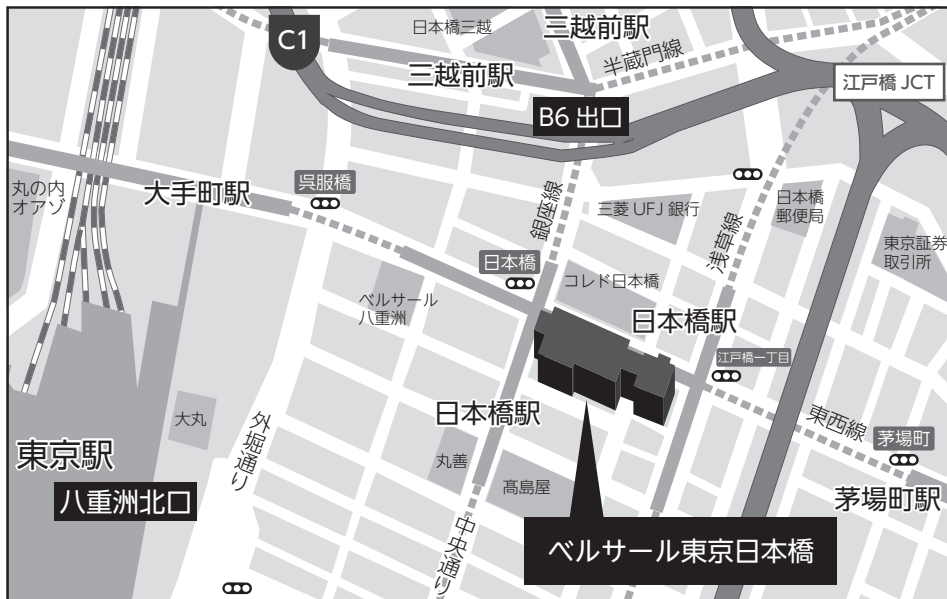 C1
日本橋三越
三越前駅
三越前駅
半蔵門線
江戸橋 JCT
B6 出口
丸の内
オアゾ
大手町駅
呉服橋
銀座線
三菱 UFJ 銀行
浅草線
日本橋
郵便局
東京証券
取引所
日本橋
コレド日本橋
ベルサール
八重洲
日本橋駅
江戸橋一丁目
大丸
外堀通り
日本橋駅
東西線
茅場町
東京駅
丸善
髙島屋
八重洲北口
茅場町駅
中央通り
ベルサール東京日本橋